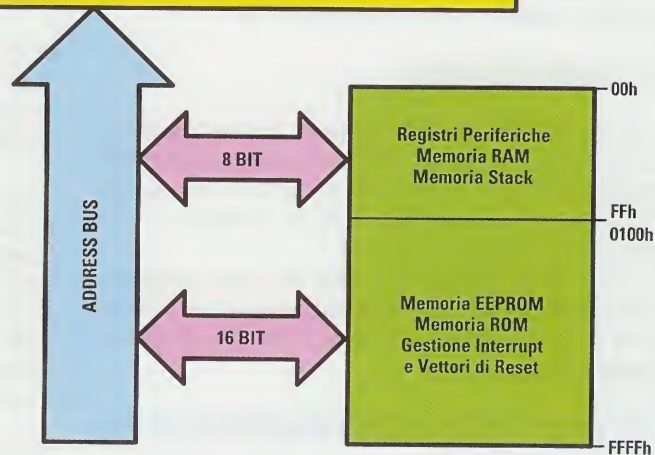 00h
Registri Periferiche
Memoria RAM
Memoria Stack
8 BIT
FFh
0100h
ADDRESS BUS
Memoria EEPROM
Memoria ROM
Gestione Interrupt
e Vettori di Reset
16 BIT
FFFFh